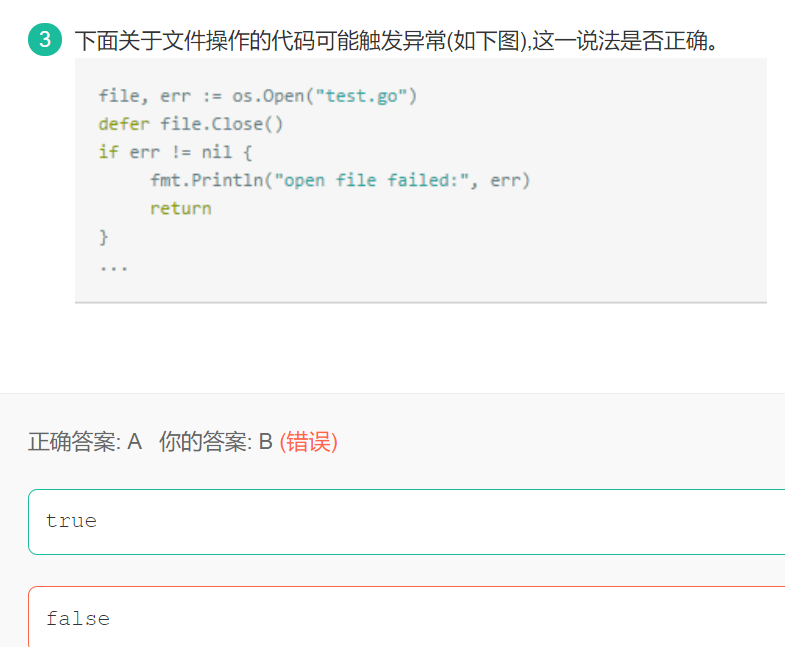 3 下面关于文件操作的代码可能触发异常(如下图),这一说法是否正确。
file, err := os.Open("test.go")
defer file.Close()
if err != nil {
fmt.Println("open file failed:", err)
return
}
...
正确答案: A 你的答案: B (错误)
true
false